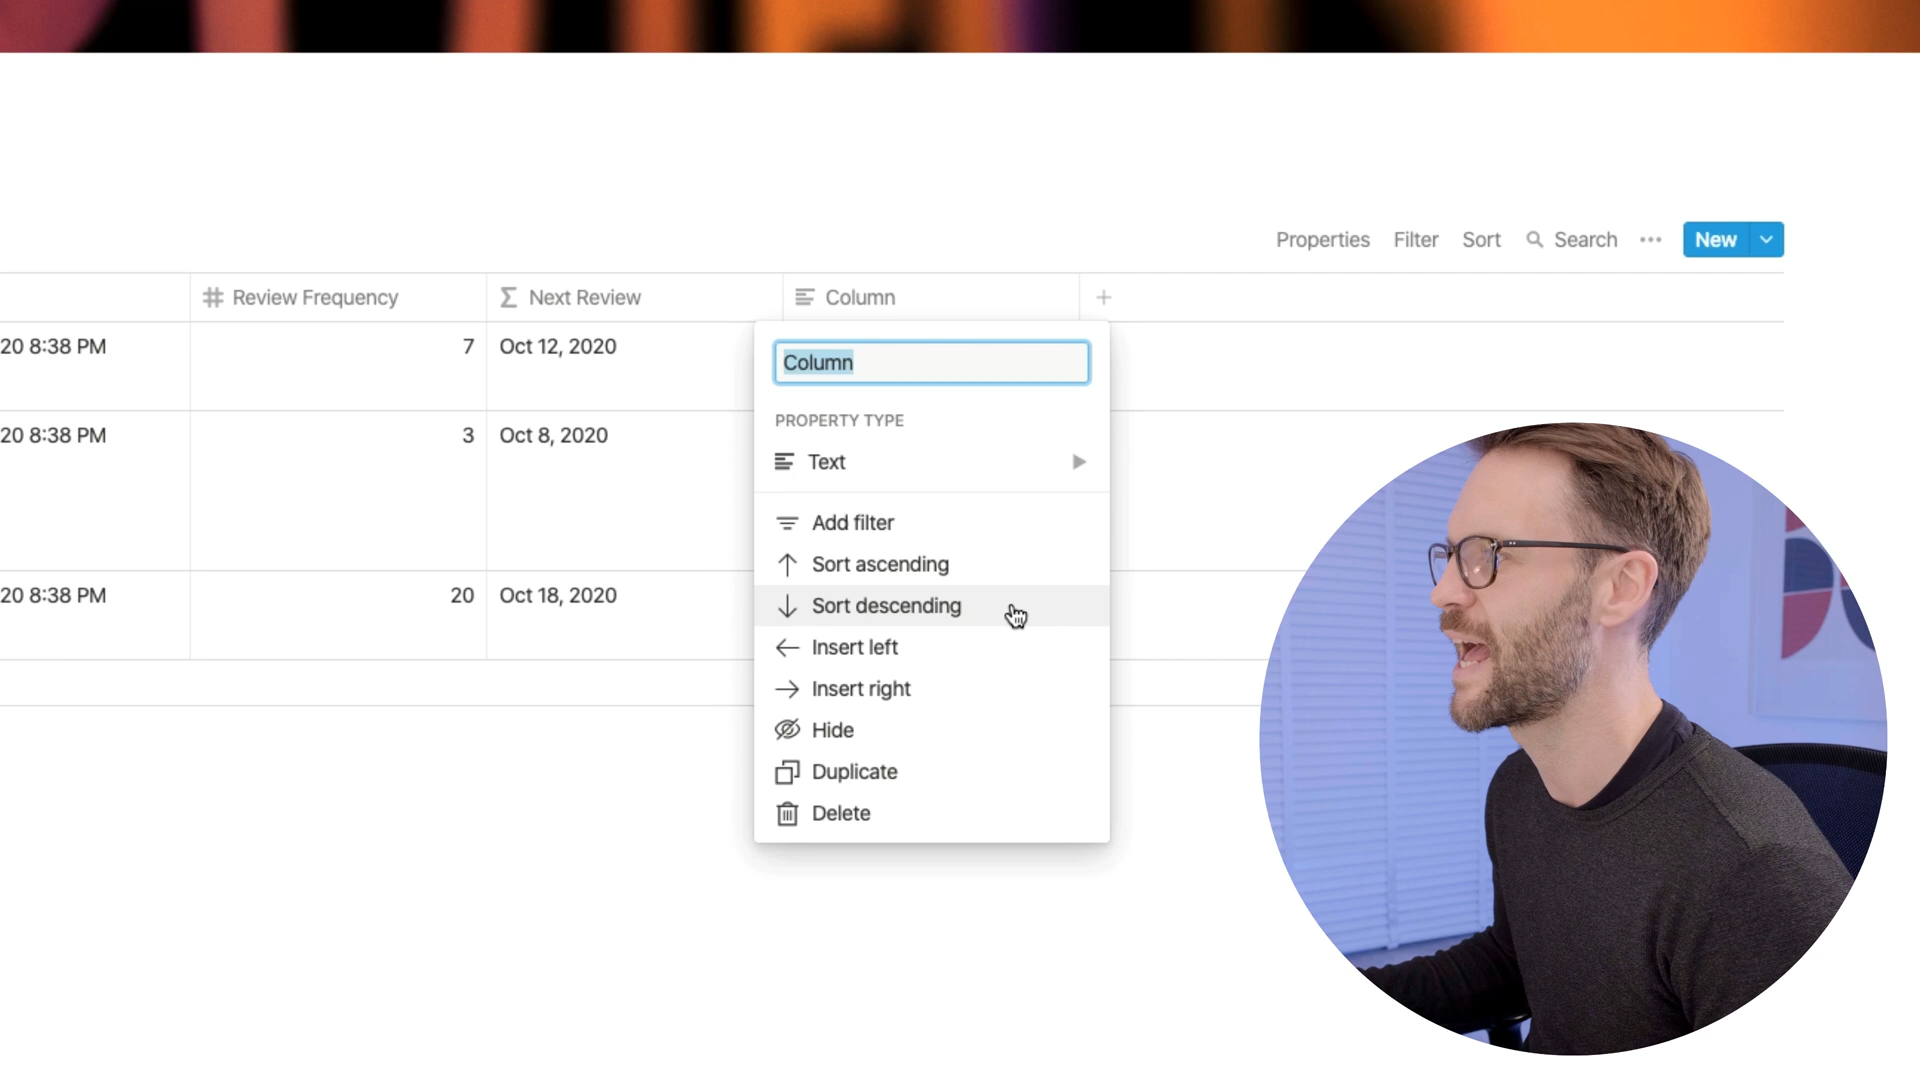 Properties Filter Sort Search New
Review Frequency Next Review Column
20 8:38 PM 7 Oct 12, 2020
Column
PROPERTY TYPE
20 8:38 PM 3 Oct 8, 2020
Text
Add filter
Sort ascending
20 8:38 PM 20 Oct 18, 2020
Sort descending
Insert left
Insert right
Hide
Duplicate
Delete